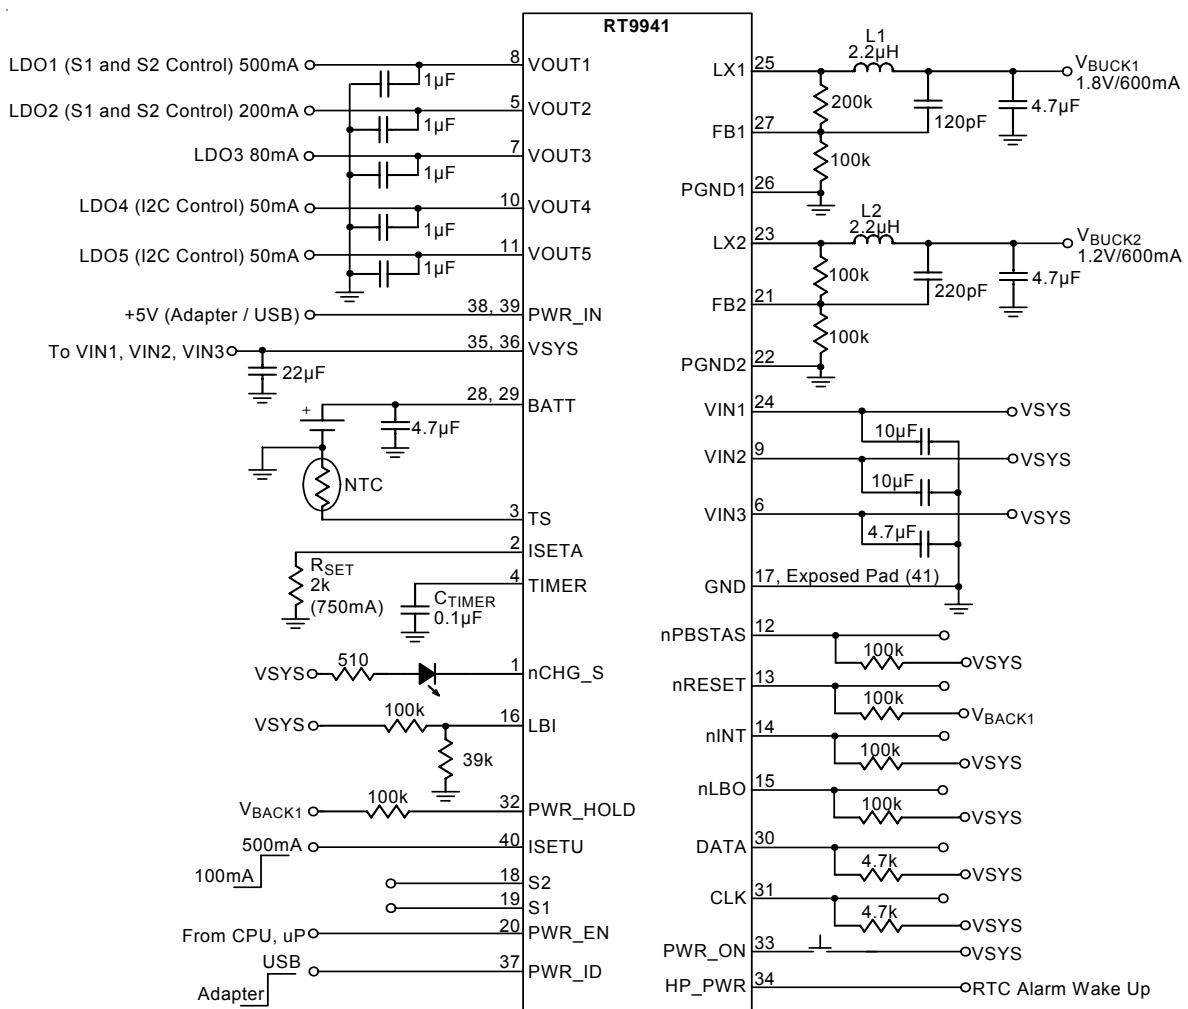 RT9941
LDO1 (S1 and S2 Control) 500mA
8
VOUT1
1µF
LDO2 (S1 and S2 Control) 200mA
5
VOUT2
1µF
LDO3 80mA
7
VOUT3
1µF
LDO4 (I2C Control) 50mA
10
VOUT4
1µF
LDO5 (I2C Control) 50mA
11
VOUT5
1µF
+5V (Adapter / USB)
38, 39
PWR_IN
To VIN1, VIN2, VIN3
35, 36
VSYS
22µF
28, 29
BATT
+
4.7µF
NTC
3
TS
2
ISETA
RSET
2k
(750mA)
4
TIMER
CTIMER
0.1µF
VSYS
510
1
nCHG_S
VSYS
100k
16
LBI
39k
VBACK1
100k
32
PWR_HOLD
500mA
100mA
40
ISETU
18
S2
19
S1
From CPU, uP
20
PWR_EN
USB
Adapter
37
PWR_ID
LX1
25
L1
2.2µH
VBUCK1
1.8V/600mA
200k
120pF
4.7µF
FB1
27
100k
PGND1
26
LX2
23
L2
2.2µH
VBUCK2
1.2V/600mA
100k
220pF
4.7µF
FB2
21
100k
PGND2
22
VIN1
24
VSYS
10µF
VIN2
9
VSYS
10µF
VIN3
6
VSYS
4.7µF
GND
17, Exposed Pad (41)
nPBSTAS
12
100k
VSYS
nRESET
13
100k
VBACK1
nINT
14
100k
VSYS
nLBO
15
100k
VSYS
DATA
30
4.7k
VSYS
CLK
31
4.7k
VSYS
PWR_ON
33
VSYS
HP_PWR
34
RTC Alarm Wake Up